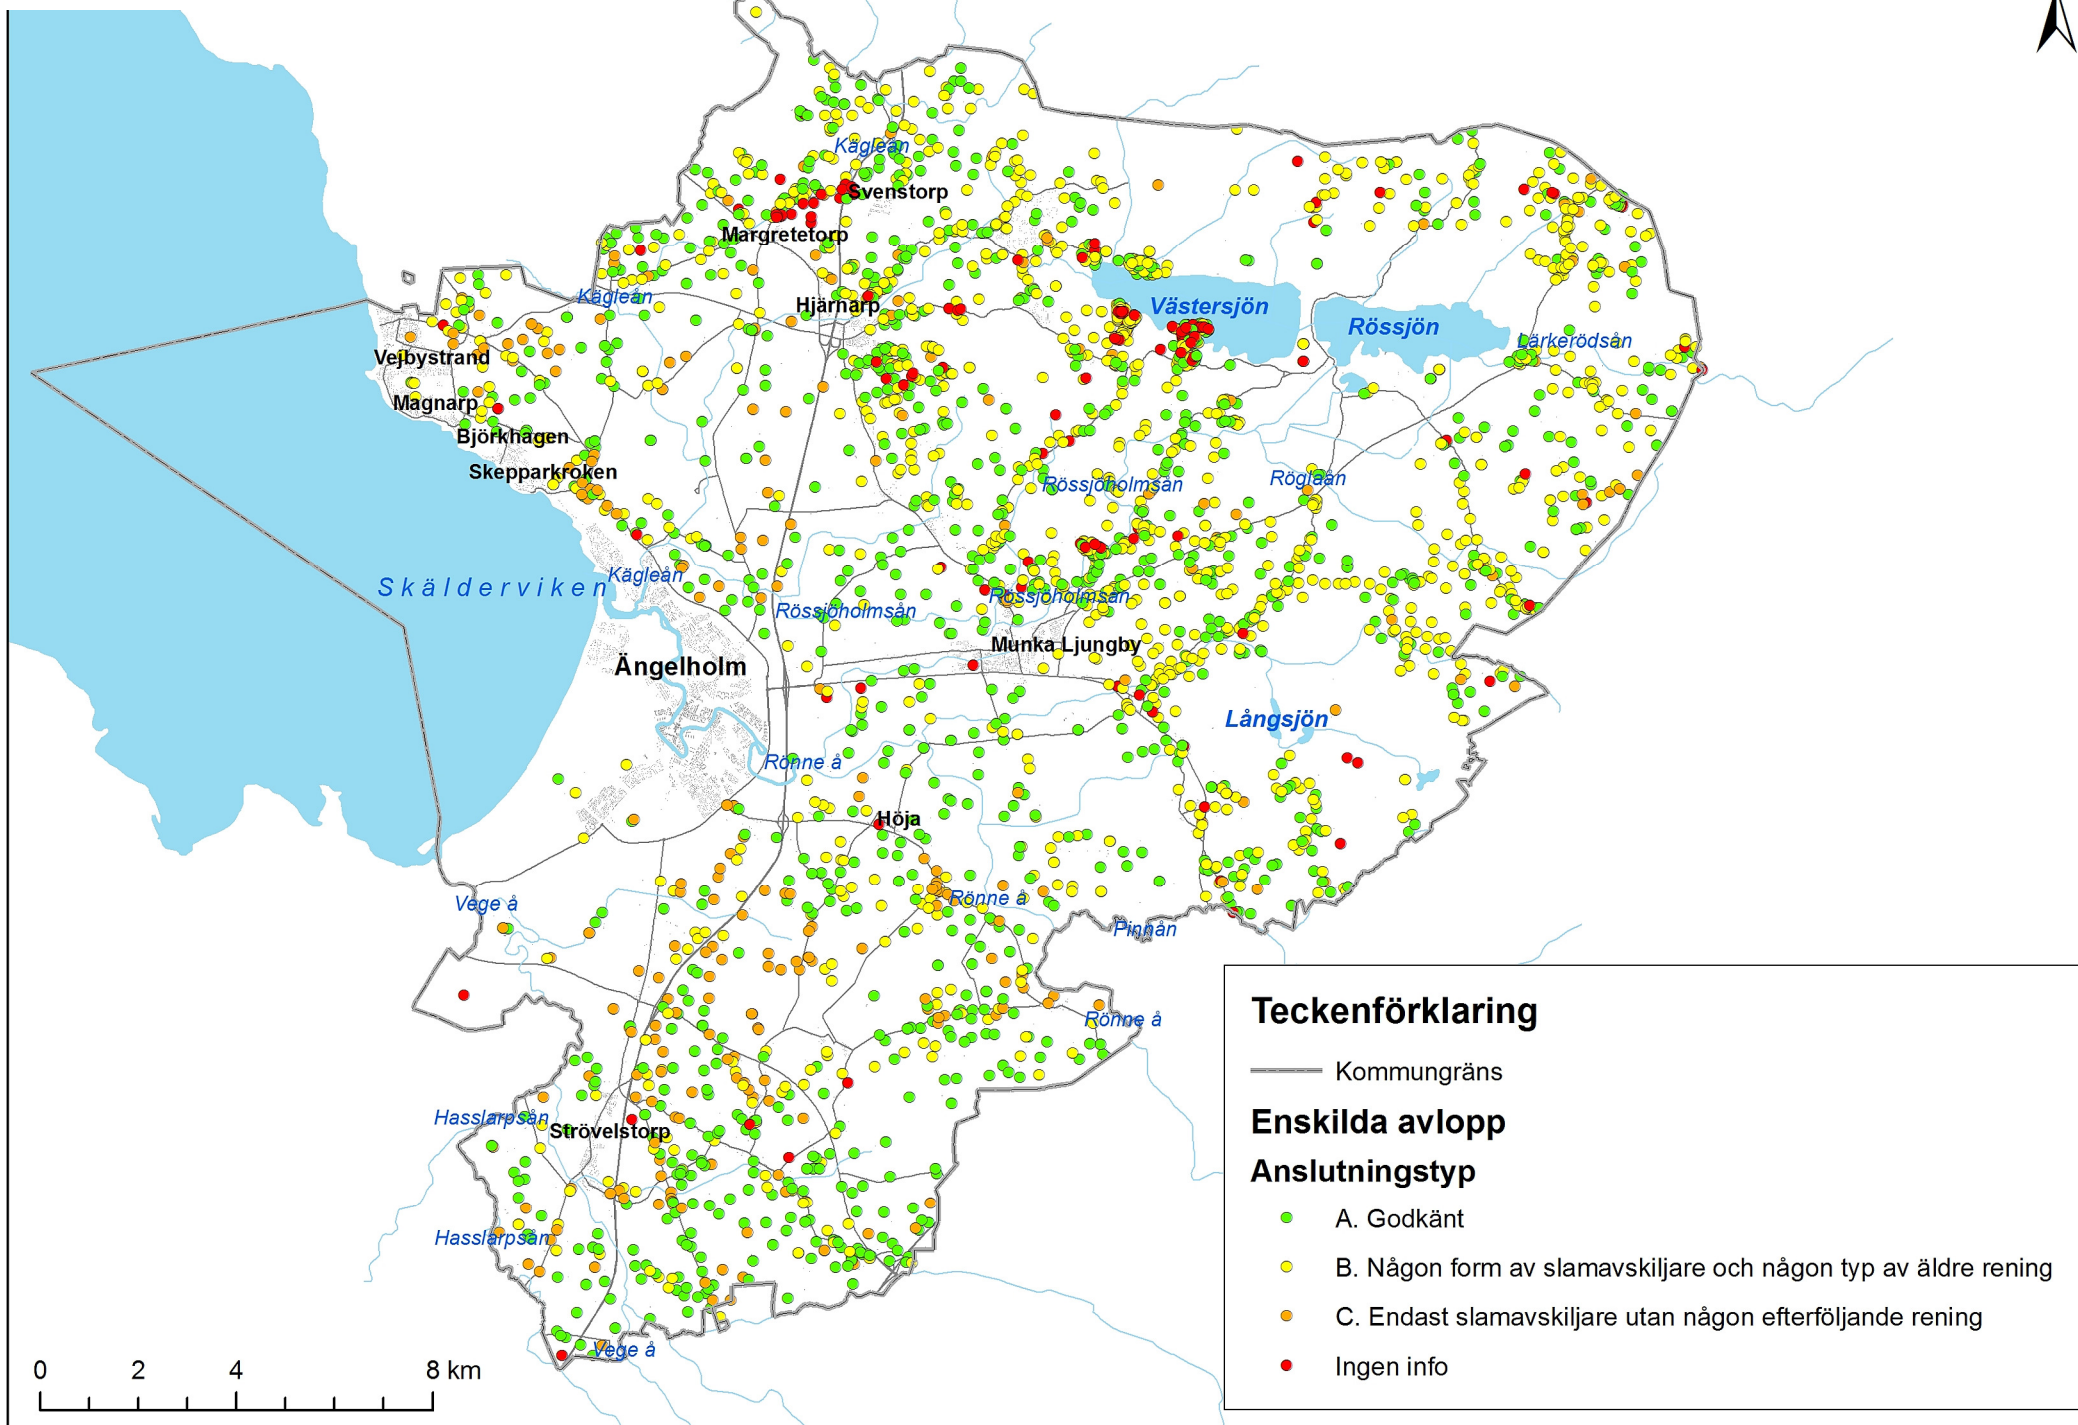 Kägleån
Svenstorp
Margretetorp
Kägleån
Hjärnarp
Västersjön
Rössjön
Lärkerödsån
Vejbystrand
Magnarp
Björkhagen
Skepparkroken
Rössjöholmsån
Röglaån
Skälderviken
Kägleån
Rössjöholmsån
Rössjöholmsån
Munka Ljungby
Ängelholm
Långsjön
Rönne å
Höja
Vege å
Rönne å
Pinnån
Rönne å
Hasslarpsån
Strövelstorp
Hasslarpsån
Vege å
0 2 4 8 km
Teckenförklaring
Kommungräns
Enskilda avlopp
Anslutningstyp
A. Godkänt
B. Någon form av slamavskiljare och någon typ av äldre rening
C. Endast slamavskiljare utan någon efterföljande rening
Ingen info